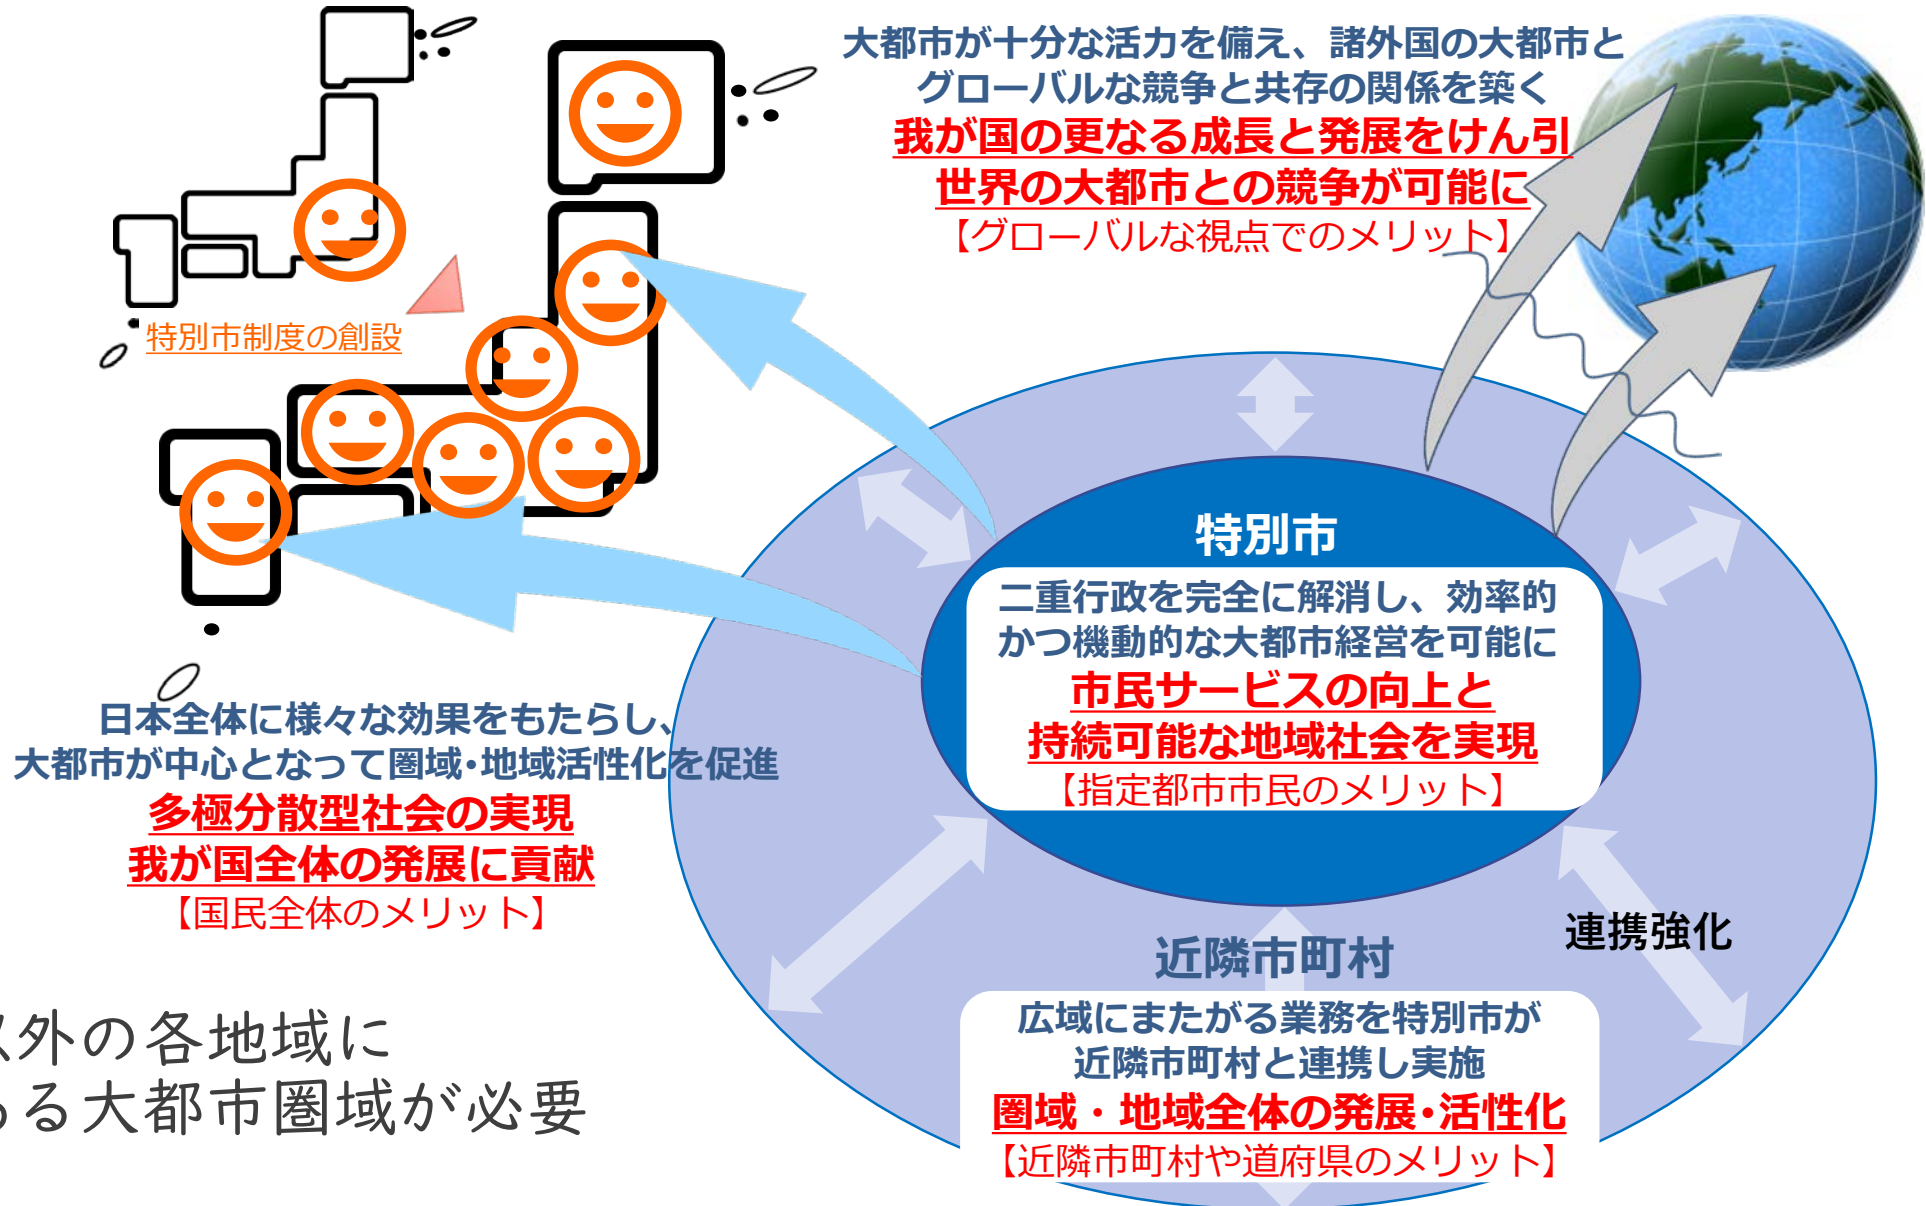 大都市が十分な活力を備え、諸外国の大都市と
グローバルな競争と共存の関係を築く
我が国の更なる成長と発展をけん引
世界の大都市との競争が可能に
【グローバルな視点でのメリット】
特別市制度の創設
特別市
二重行政を完全に解消し、効率的
かつ機動的な大都市経営を可能に
市民サービスの向上と
持続可能な地域社会を実現
【指定都市市民のメリット】
日本全体に様々な効果をもたらし、
大都市が中心となって圏域・地域活性化を促進
多極分散型社会の実現
我が国全体の発展に貢献
【国民全体のメリット】
連携強化
近隣市町村
広域にまたがる業務を特別市が
近隣市町村と連携し実施
圏域・地域全体の発展・活性化
【近隣市町村や道府県のメリット】
以外の各地域に
ある大都市圏域が必要